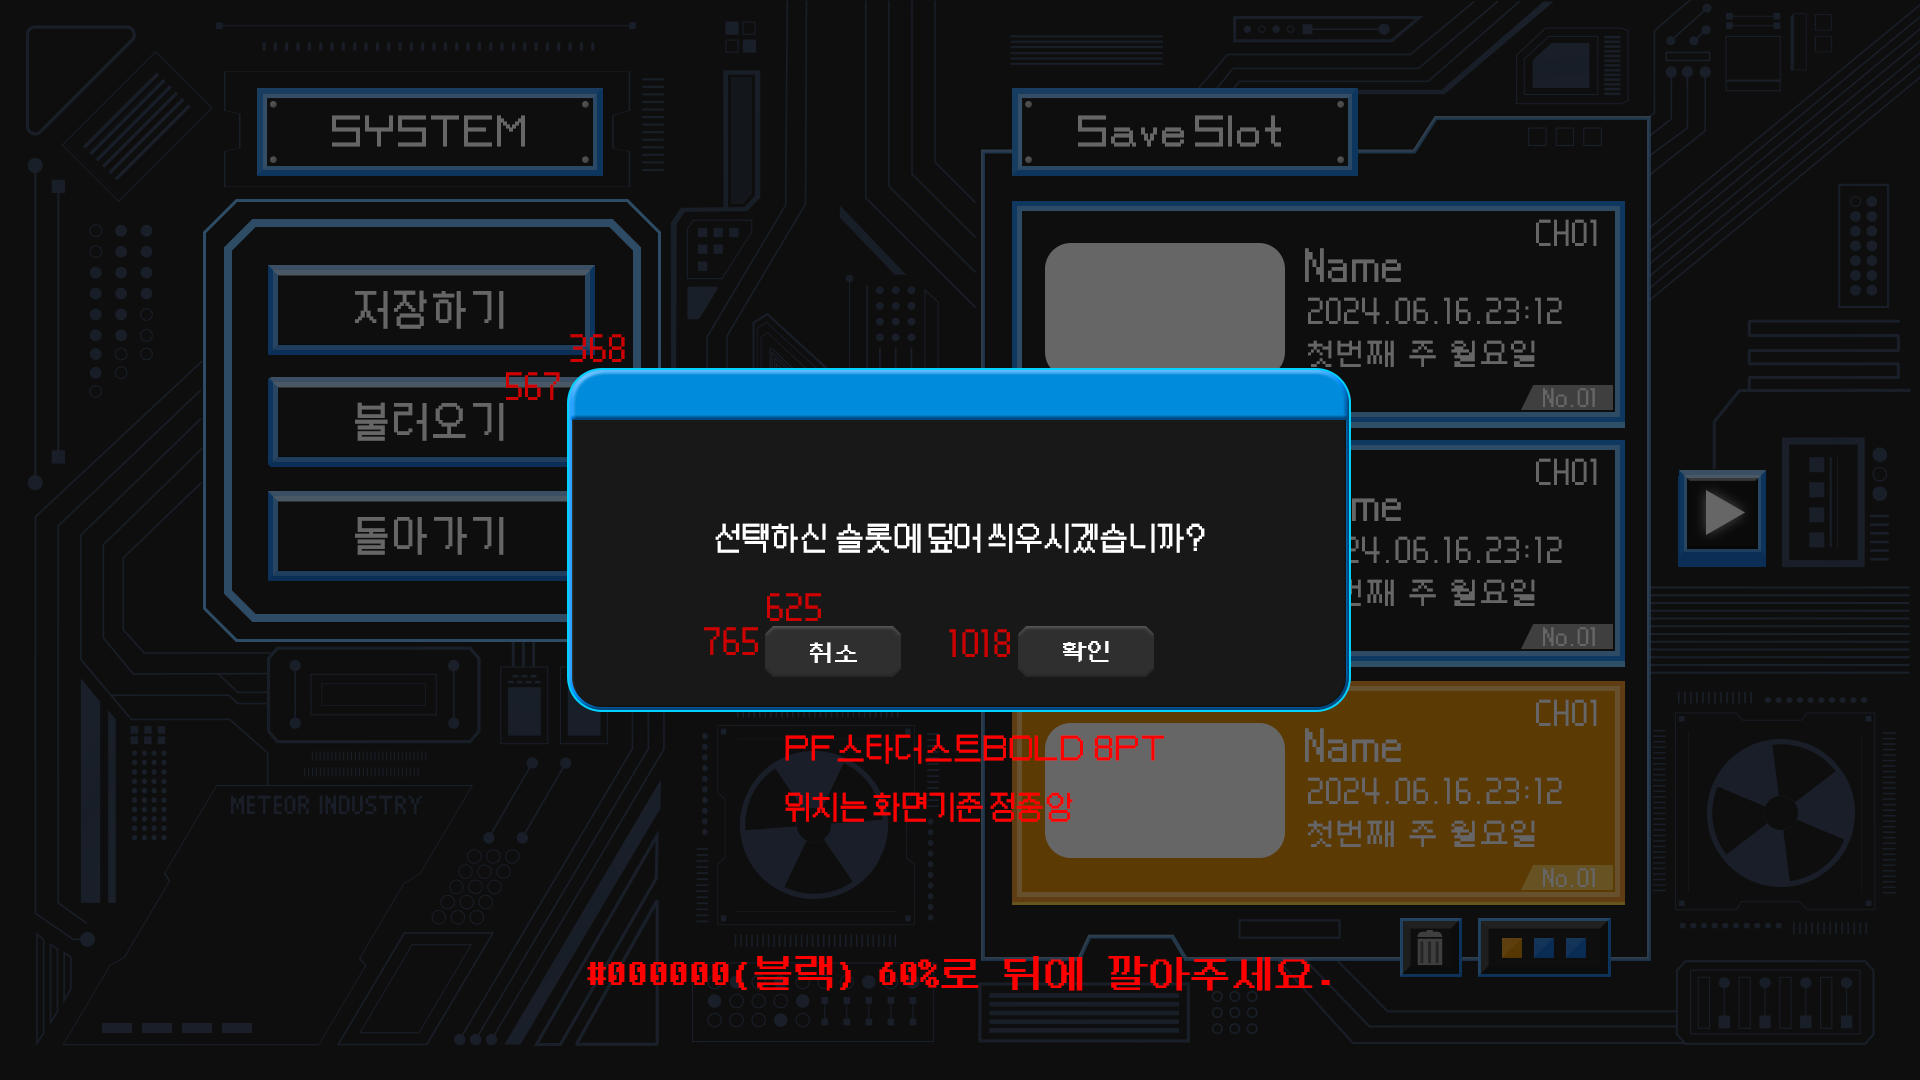 SYSTEM
저장하기
불러오기
돌아가기
METEOR INDUSTRY
Save Slot
CH01
Name
2024.06.16.23:12
첫번째 주 월요일
No.01
CH01
me
24.06.16.23:12
번째 주 월요일
No.01
CH01
Name
2024.06.16.23:12
첫번째 주 월요일
No.01
368
567
선택하신 슬롯에 덮어 씌우시겠습니까?
625
765
취소
1018
확인
PF스타더스트BOLD 8PT
위치는 화면기준 정중앙
#000000(블랙) 60%로 뒤에 깔아주세요.